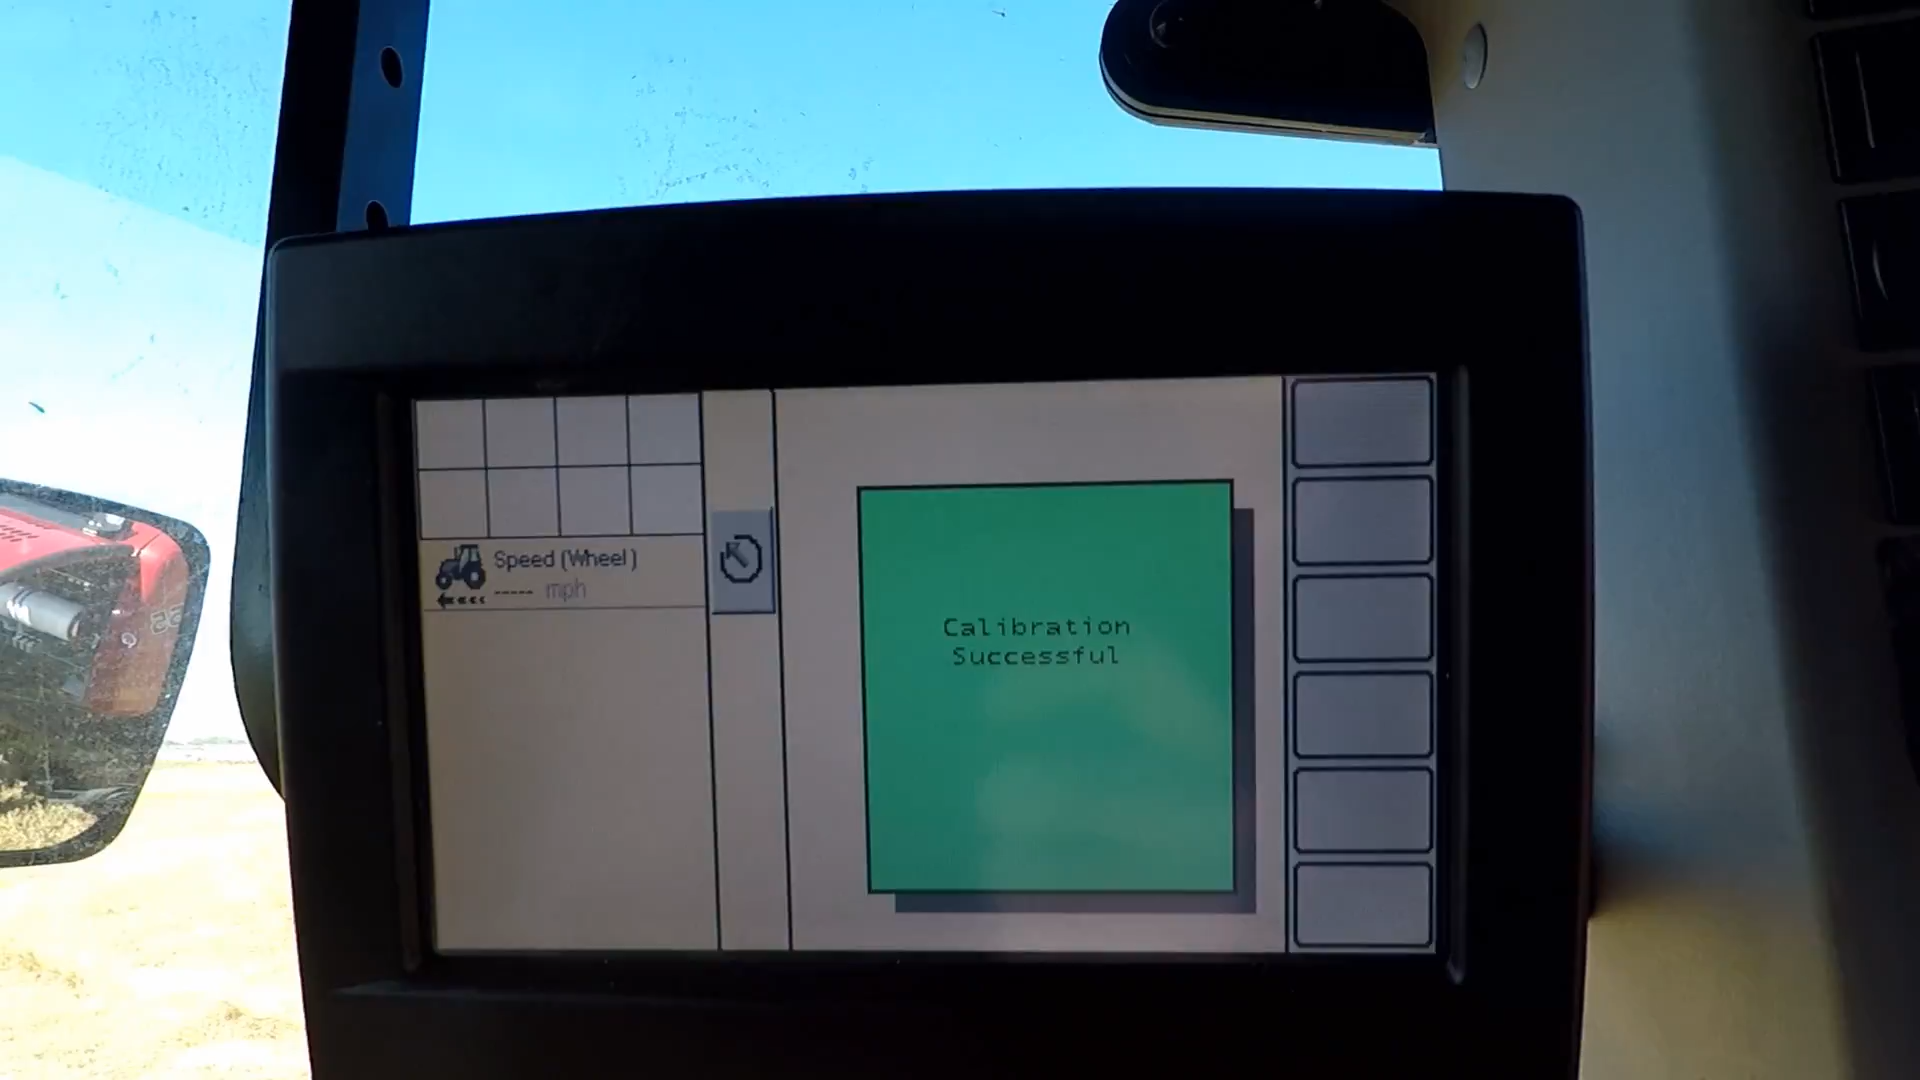 Speed (Wheel)
----- mph
Calibration
Successful